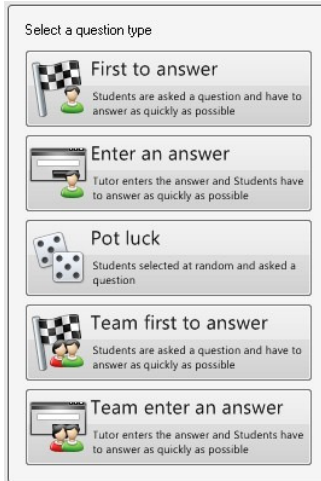 Select a question type
First to answer
Students are asked a question and have to
answer as quickly as possible
Enter an answer
Tutor enters the answer and Students have
to answer as quickly as possible
Pot luck
Students selected at random and asked a
question
Team first to answer
Students are asked a question and have to
answer as quickly as possible
Team enter an answer
Tutor enters the answer and Students have
to answer as quickly as possible